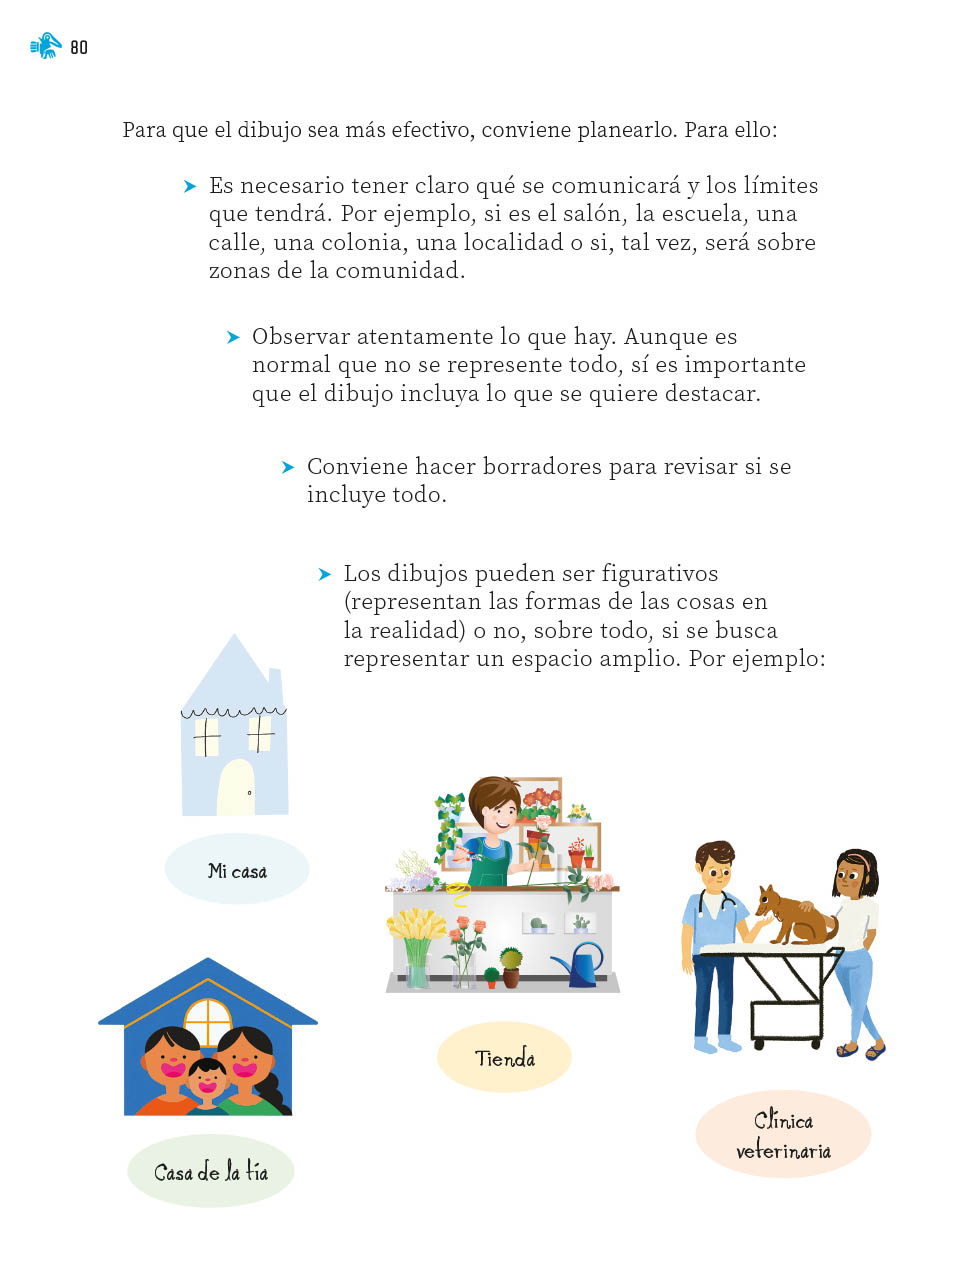 80
Para que el dibujo sea más efectivo, conviene planearlo. Para ello:
➤ Es necesario tener claro qué se comunicará y los límites
que tendrá. Por ejemplo, si es el salón, la escuela, una
calle, una colonia, una localidad o si, tal vez, será sobre
zonas de la comunidad.
➤ Observar atentamente lo que hay. Aunque es
normal que no se represente todo, sí es importante
que el dibujo incluya lo que se quiere destacar.
➤ Conviene hacer borradores para revisar si se
incluye todo.
➤ Los dibujos pueden ser figurativos
(representan las formas de las cosas en
la realidad) o no, sobre todo, si se busca
representar un espacio amplio. Por ejemplo:
Mi casa
Tienda
Clínica
veterinaria
Casa de la tía